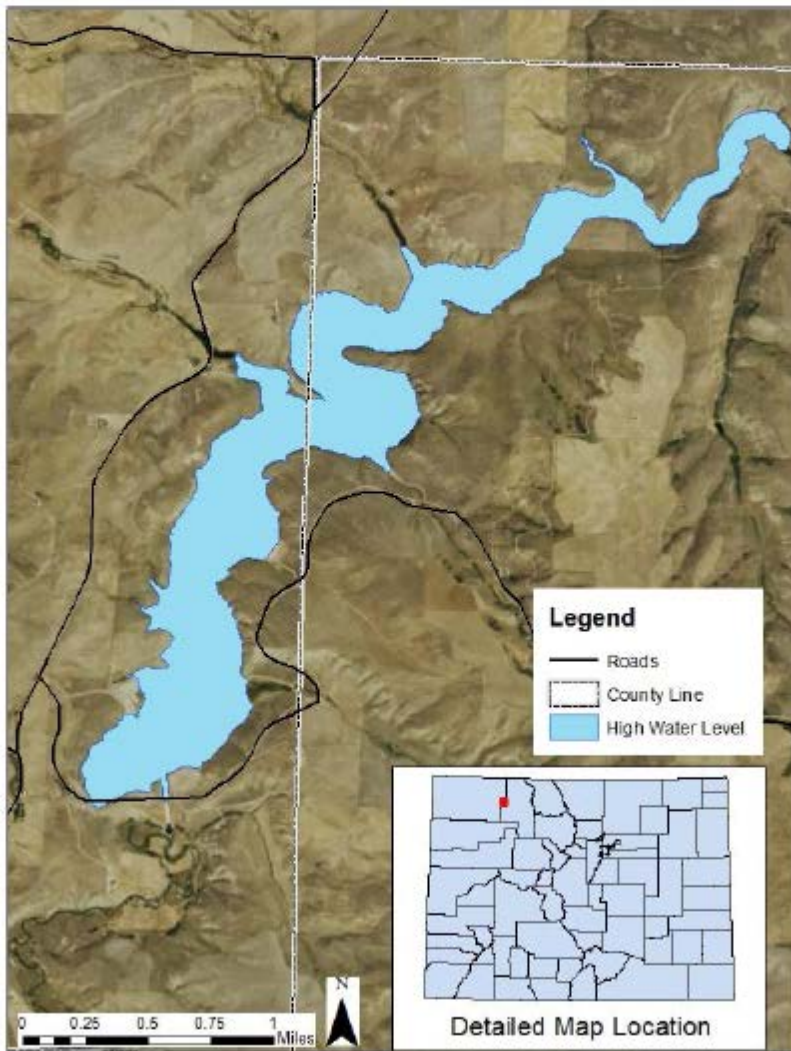 Legend
Roads
County Line
High Water Level
N
0 0.25 0.5 0.75 1
Miles
Detailed Map Location